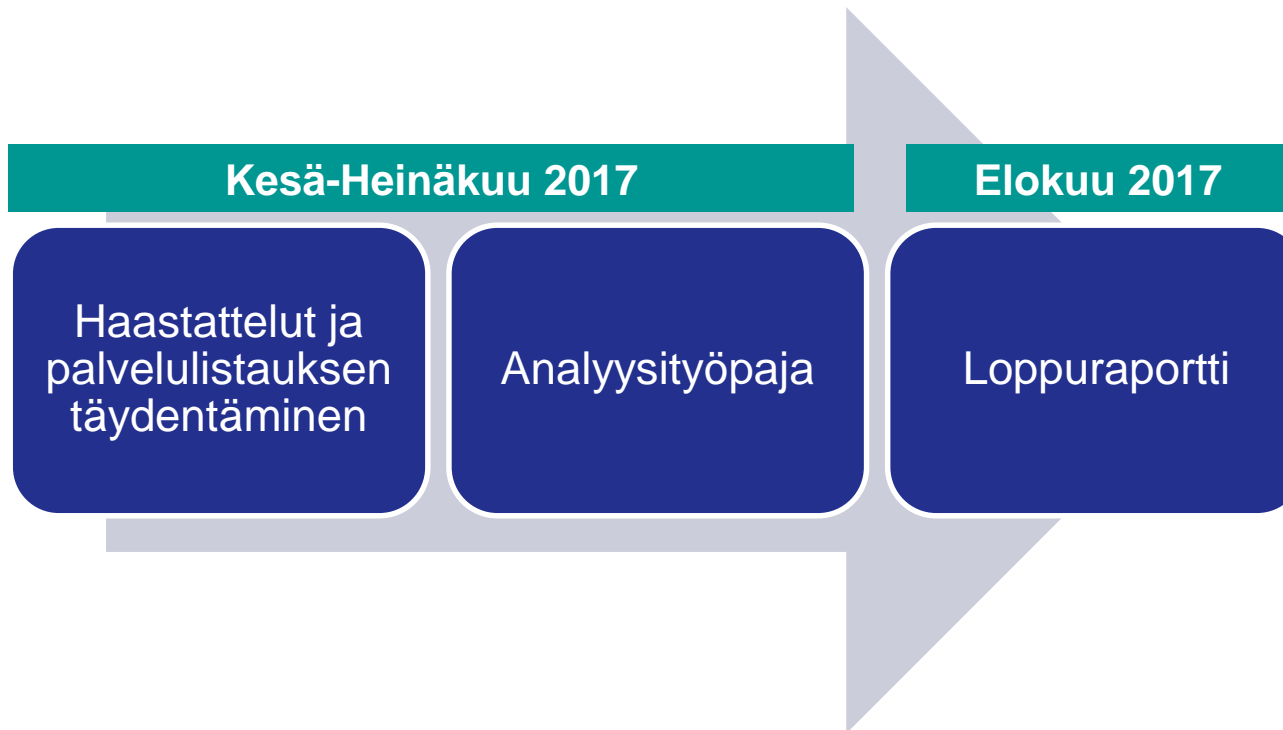 Kesä-Heinäkuu 2017
Elokuu 2017
Haastattelut ja
palvelulistauksen
täydentäminen
Analyysityöpaja
Loppuraportti